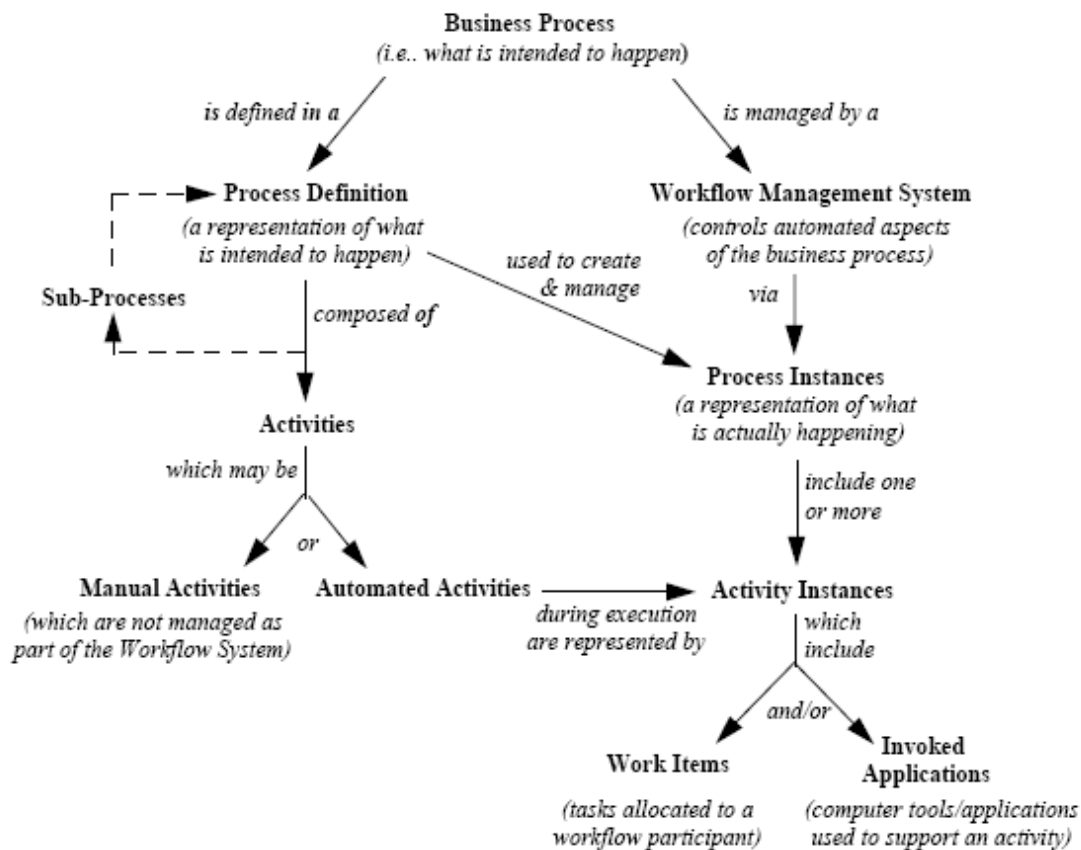 Business Process
(i.e.. what is intended to happen)
is defined in a
is managed by a
Process Definition
(a representation of what
is intended to happen)
Workflow Management System
(controls automated aspects
of the business process)
used to create
& manage
via
Sub-Processes
composed of
Process Instances
(a representation of what
is actually happening)
Activities
which may be
include one
or more
or
Manual Activities
(which are not managed as
part of the Workflow System)
Automated Activities
during execution
are represented by
Activity Instances
which
include
and/or
Work Items
(tasks allocated to a
workflow participant)
Invoked
Applications
(computer tools/applications
used to support an activity)